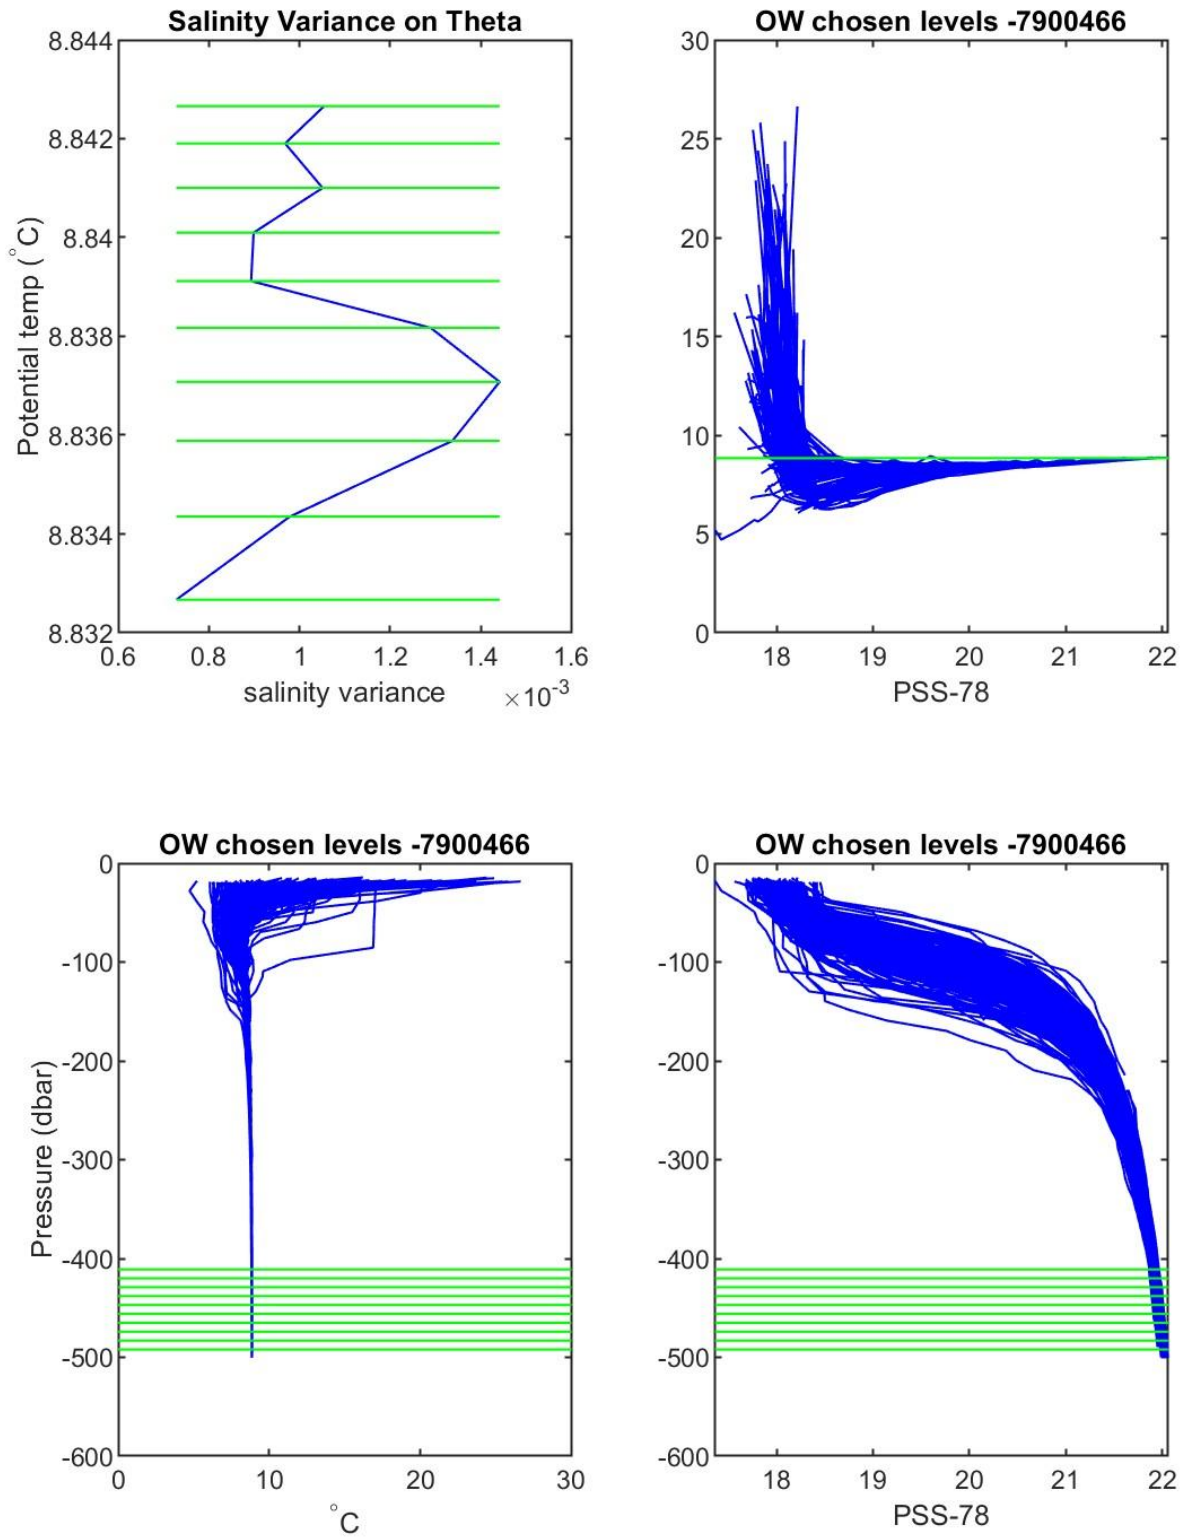 Salinity Variance on Theta
8.844
8.842
8.84
8.838
8.836
8.834
8.832
Potential temp (°C)
0.6 0.8 1 1.2 1.4 1.6
salinity variance ×10-3
OW chosen levels -7900466
30
25
20
15
10
5
0
18 19 20 21 22
PSS-78
OW chosen levels -7900466
0
-100
-200
-300
-400
-500
-600
Pressure (dbar)
0 10 20 30
°C
OW chosen levels -7900466
0
-100
-200
-300
-400
-500
-600
18 19 20 21 22
PSS-78